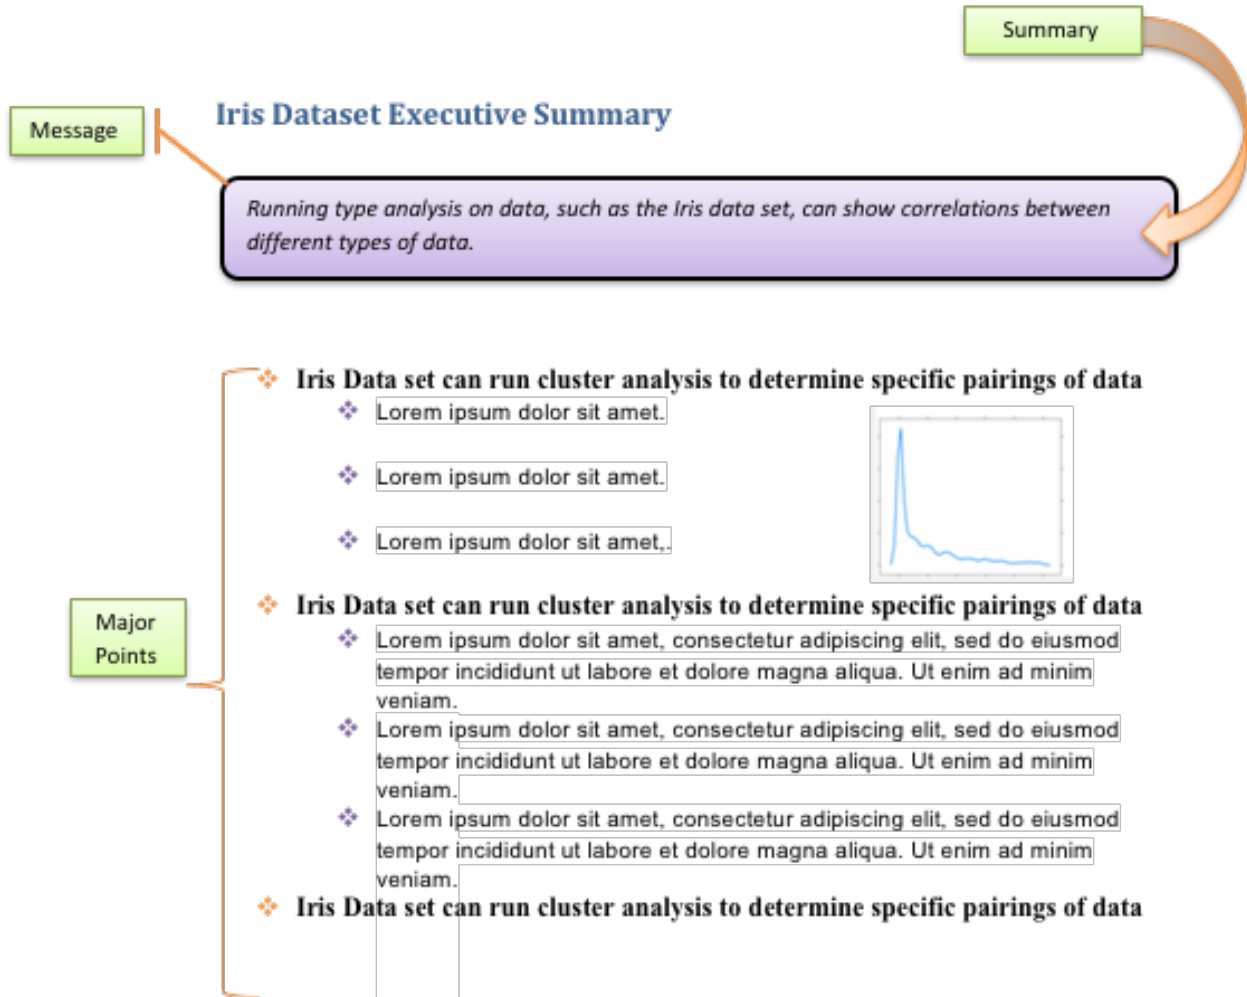 Summary
Message
Iris Dataset Executive Summary
Running type analysis on data, such as the Iris data set, can show correlations between
different types of data.
Iris Data set can run cluster analysis to determine specific pairings of data
Lorem ipsum dolor sit amet.
Lorem ipsum dolor sit amet.
Lorem ipsum dolor sit amet,.
Iris Data set can run cluster analysis to determine specific pairings of data
Major
Points
Lorem ipsum dolor sit amet, consectetur adipiscing elit, sed do eiusmod
tempor incididunt ut labore et dolore magna aliqua. Ut enim ad minim
veniam.
Lorem ipsum dolor sit amet, consectetur adipiscing elit, sed do eiusmod
tempor incididunt ut labore et dolore magna aliqua. Ut enim ad minim
veniam.
Lorem ipsum dolor sit amet, consectetur adipiscing elit, sed do eiusmod
tempor incididunt ut labore et dolore magna aliqua. Ut enim ad minim
veniam.
Iris Data set can run cluster analysis to determine specific pairings of data